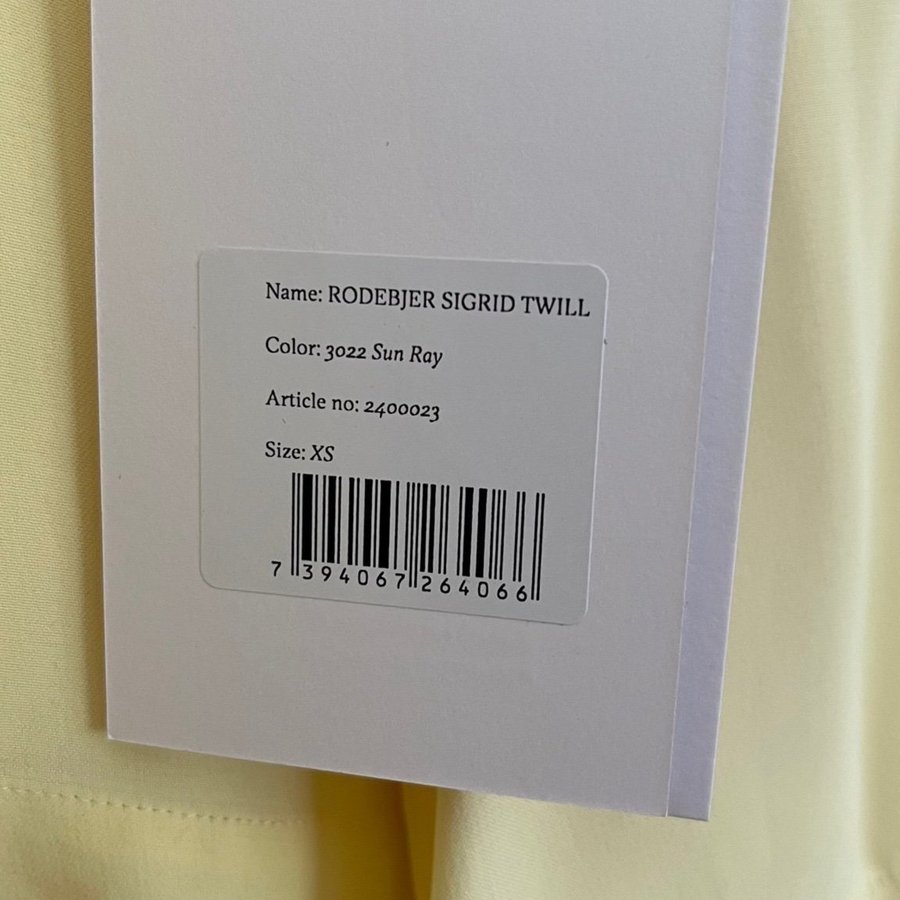 Name: RODEBJER SIGRID TWILL
Color: 3022 Sun Ray
Article no: 2400023
Size: XS
7 394067 264066